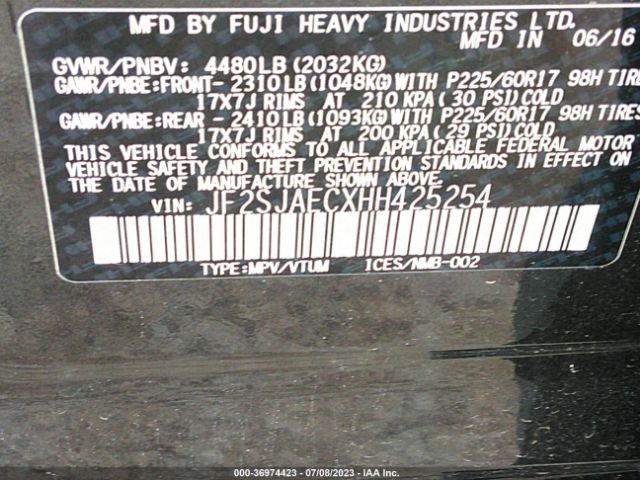 MFD BY FUJI HEAVY INDUSTRIES LTD.
MFD IN 06/16
GVWR/PNBV: 4480LB(2032KG)
GAWR/PNBE:FRONT- 2310LB(1048KG)WITH P225/60R17 98H TIRE
17X7J RIMS AT 210 KPA(30 PSI)COLD
GAWR/PNBE:REAR - 2410LB(1093KG)WITH P225/60R17 98H TIRES
17X7J RIMS AT 200 KPA(29 PSI)COLD
THIS VEHICLE CONFORMS TO ALL APPLICABLE FEDERAL MOTOR
VEHICLE SAFETY AND THEFT PREVENTION STANDARDS IN EFFECT ON
THE DATE OF MANUFACTURE SHOWN ABOVE.
VIN: JF2SJAECXHH425254
TYPE:MPV/VTUM ICES/NMB-002
000-36974423 - 07/08/2023 - IAA Inc.